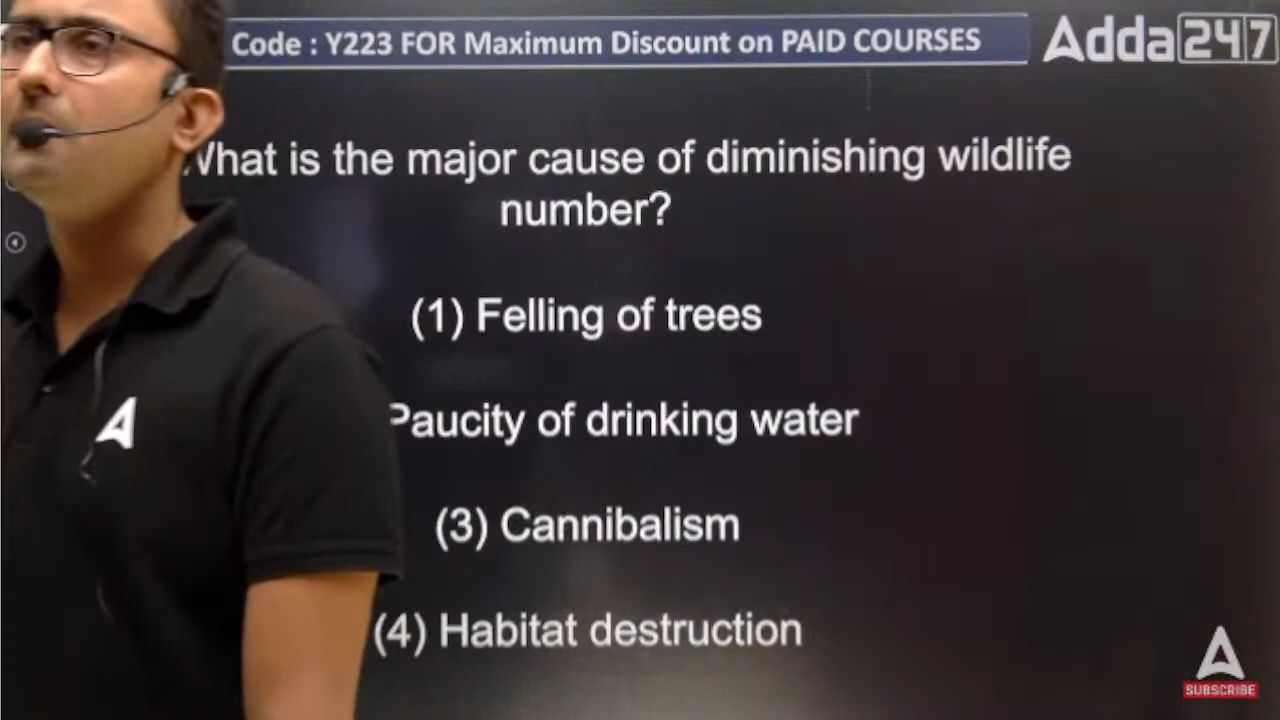 Code : Y223 FOR Maximum Discount on PAID COURSES
Adda247
What is the major cause of diminishing wildlife
number?
(1) Felling of trees
Paucity of drinking water
(3) Cannibalism
(4) Habitat destruction
SUBSCRIBE